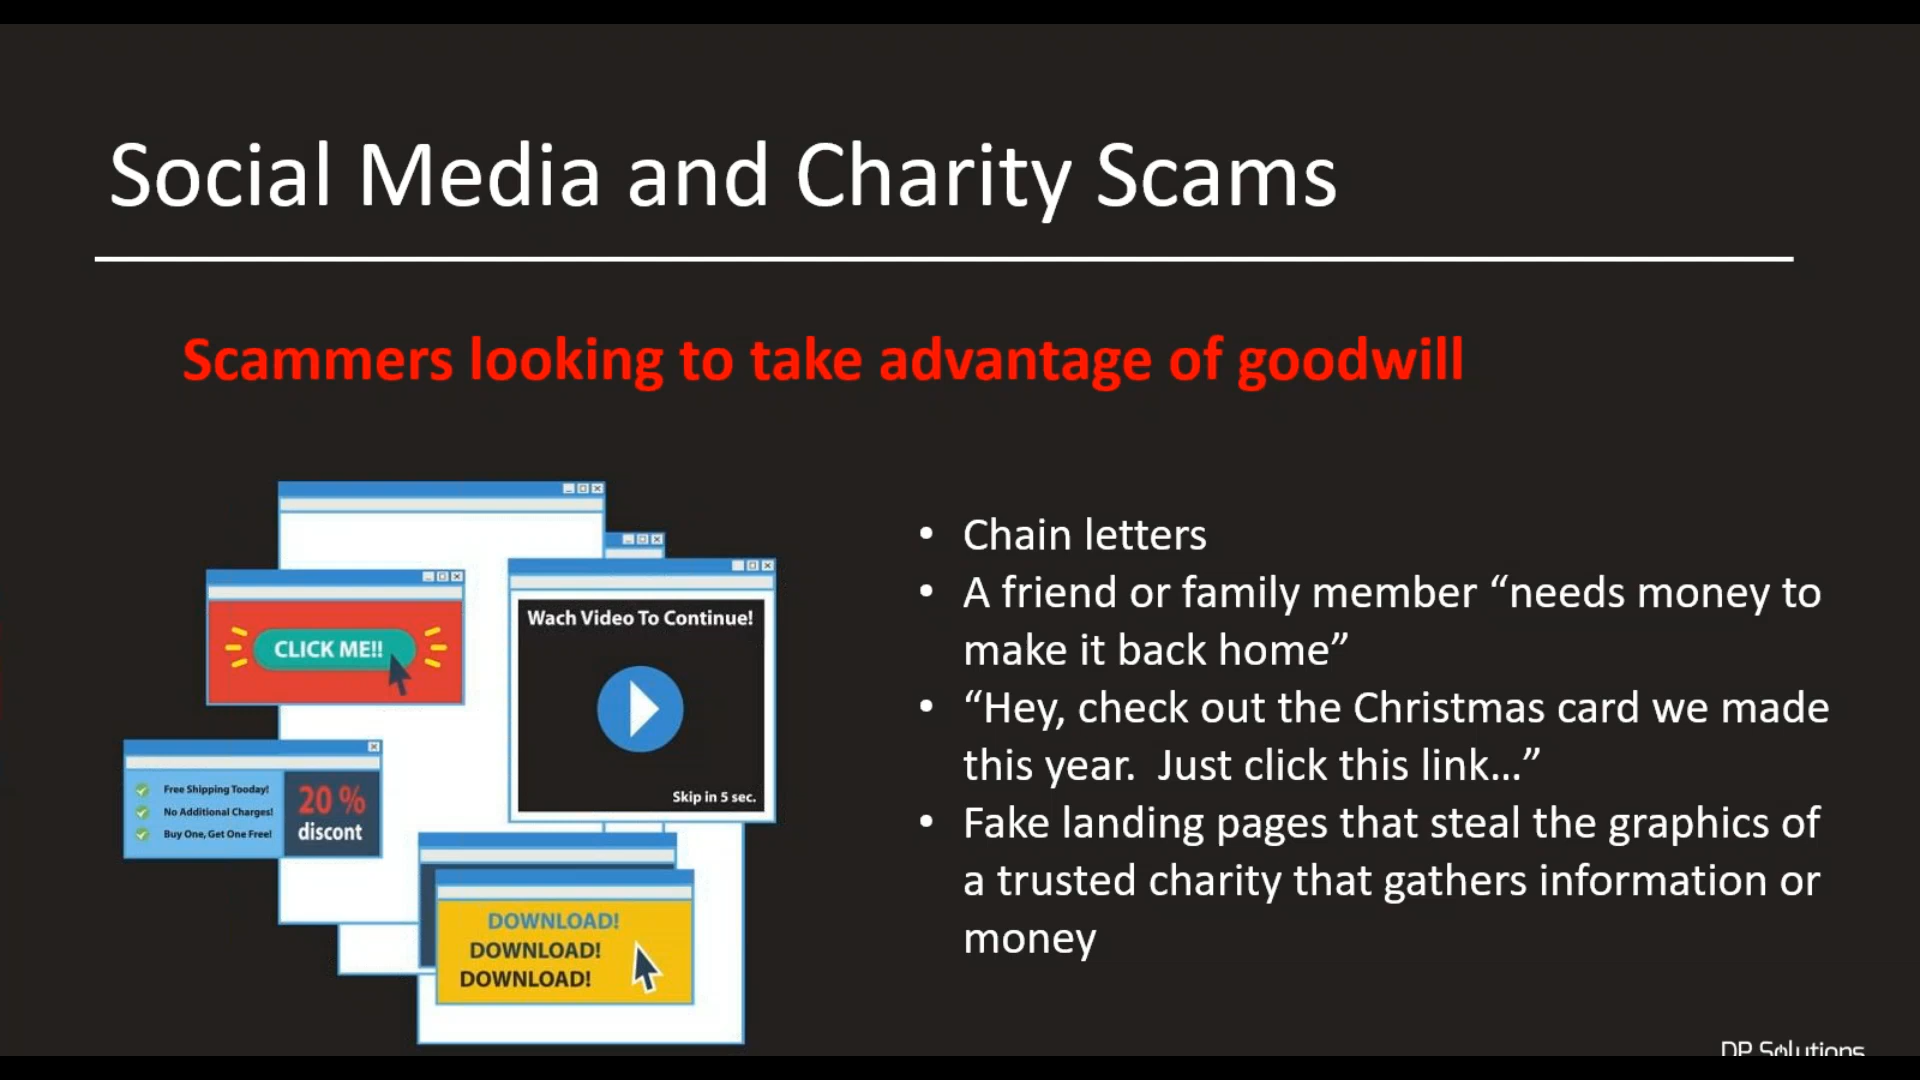 Social Media and Charity Scams
Scammers looking to take advantage of goodwill
CLICK ME!!
Wach Video To Continue!
Skip in 5 sec.
Free Shipping Tooday!
No Additional Charges!
Buy One, Get One Free!
20 %
discont
DOWNLOAD!
DOWNLOAD!
DOWNLOAD!
• Chain letters
• A friend or family member “needs money to
make it back home”
• “Hey, check out the Christmas card we made
this year.  Just click this link...”
• Fake landing pages that steal the graphics of
a trusted charity that gathers information or
money
DP Solutions